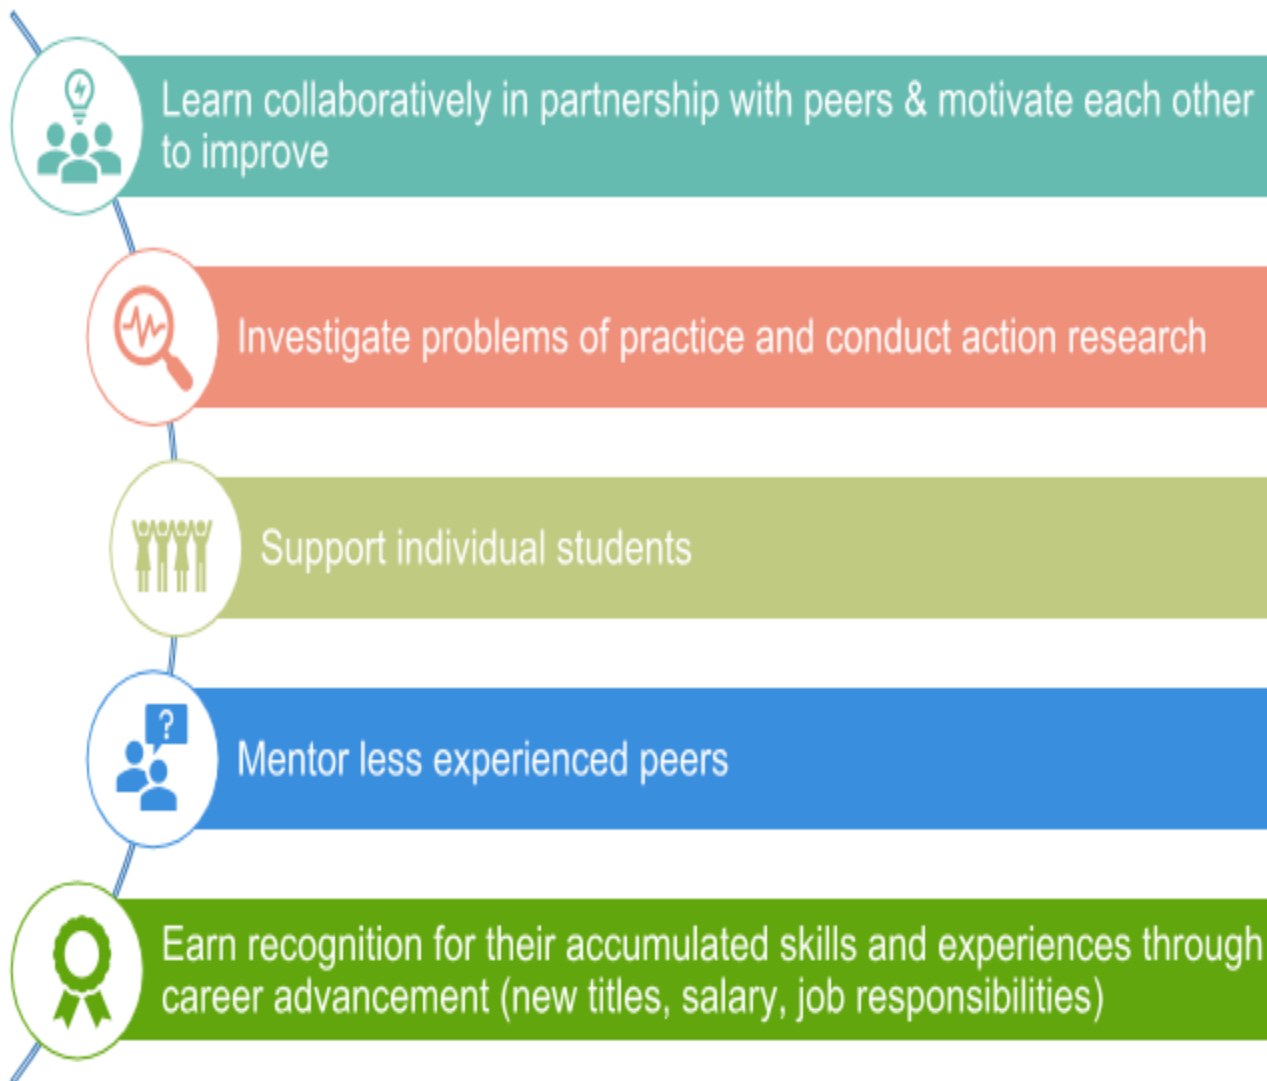 Learn collaboratively in partnership with peers & motivate each other
to improve
Investigate problems of practice and conduct action research
Support individual students
?
Mentor less experienced peers
Earn recognition for their accumulated skills and experiences through
career advancement (new titles, salary, job responsibilities)